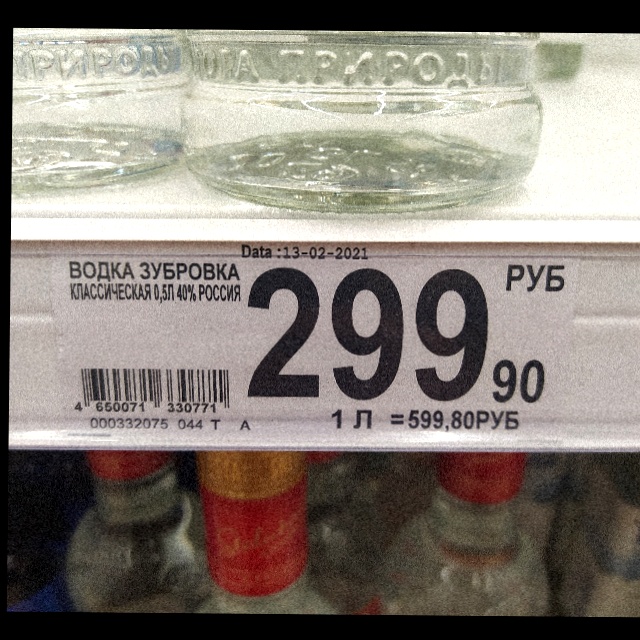 ПРИРОДЫ
ПРИРОДЫ
Data :13-02-2021
ВОДКА ЗУБРОВКА
КЛАССИЧЕСКАЯ 0,5Л 40% РОССИЯ
299 90 РУБ
4 650071 330771
000332075 044 Т А
1 Л =599,80РУБ